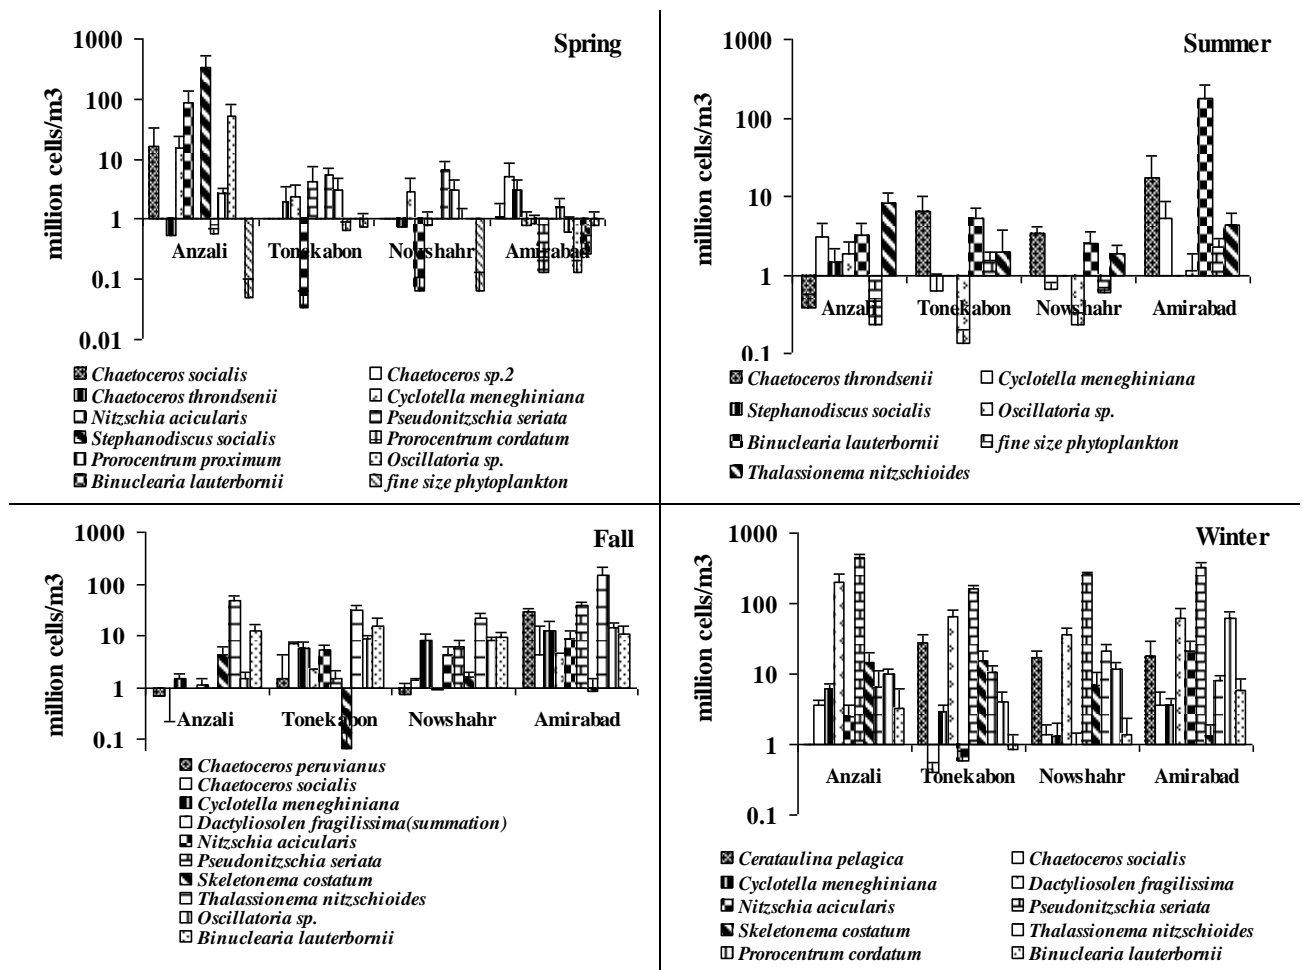 Spring
1000
100
10
1
0.1
0.01
million cells/m3
Anzali Tonekabon Nowshahr Amirabad
Chaetoceros socialis Chaetoceros sp.2
Chaetoceros throndsenii Cyclotella meneghiniana
Nitzschia acicularis Pseudonitzschia seriata
Stephanodiscus socialis Prorocentrum cordatum
Prorocentrum proximum Oscillatoria sp.
Binuclearia lauterbornii fine size phytoplankton
Summer
1000
100
10
1
0.1
million cells/m3
Anzali Tonekabon Nowshahr Amirabad
Chaetoceros throndsenii Cyclotella meneghiniana
Stephanodiscus socialis Oscillatoria sp.
Binuclearia lauterbornii fine size phytoplankton
Thalassionema nitzschioides
Fall
1000
100
10
1
0.1
million cells/m3
Anzali Tonekabon Nowshahr Amirabad
Chaetoceros peruvianus
Chaetoceros socialis
Cyclotella meneghiniana
Dactyliosolen fragilissima(summation)
Nitzschia acicularis
Pseudonitzschia seriata
Skeletonema costatum
Thalassionema nitzschioides
Oscillatoria sp.
Binuclearia lauterbornii
Winter
1000
100
10
1
0.1
million cells/m3
Anzali Tonekabon Nowshahr Amirabad
Cerataulina pelagica Chaetoceros socialis
Cyclotella meneghiniana Dactyliosolen fragilissima
Nitzschia acicularis Pseudonitzschia seriata
Skeletonema costatum Thalassionema nitzschioides
Prorocentrum cordatum Binuclearia lauterbornii